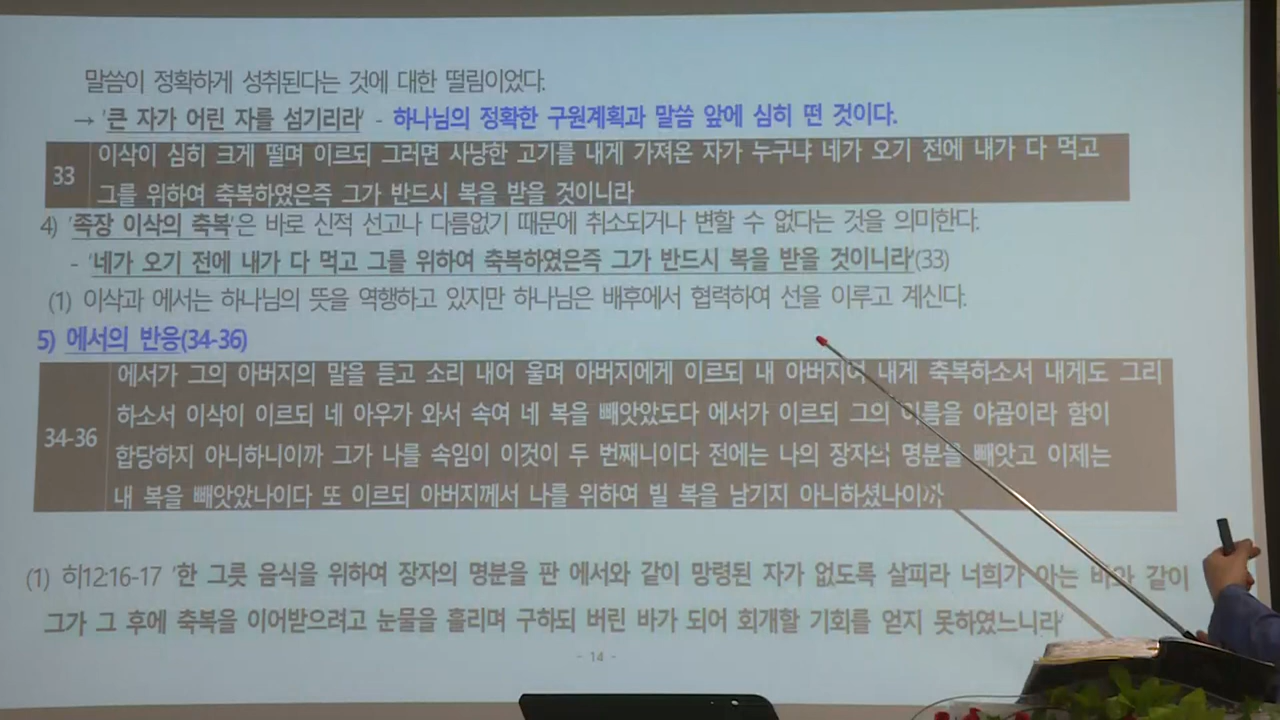 말씀이 정확하게 성취된다는 것에 대한 떨림이었다.
→ '큰 자가 어린 자를 섬기리라' - 하나님의 정확한 구원계획과 말씀 앞에 심히 떤 것이다.
33 이삭이 심히 크게 떨며 이르되 그러면 사냥한 고기를 내게 가져온 자가 누구냐 네가 오기 전에 내가 다 먹고
그를 위하여 축복하였은즉 그가 반드시 복을 받을 것이니라
4) '족장 이삭의 축복'은 바로 신적 선고나 다름없기 때문에 취소되거나 변할 수 없다는 것을 의미한다.
- '네가 오기 전에 내가 다 먹고 그를 위하여 축복하였은즉 그가 반드시 복을 받을 것이니라'(33)
(1) 이삭과 에서는 하나님의 뜻을 역행하고 있지만 하나님은 배후에서 협력하여 선을 이루고 계신다.
5) 에서의 반응(34-36)
에서가 그의 아버지의 말을 듣고 소리 내어 울며 아버지에게 이르되 내 아버지여 내게 축복하소서 내게도 그리
하소서 이삭이 이르되 네 아우가 와서 속여 네 복을 빼앗았도다 에서가 이르되 그의 이름을 야곱이라 함이
34-36 합당하지 아니하니이까 그가 나를 속임이 이것이 두 번째니이다 전에는 나의 장자의 명분을 빼앗고 이제는
내 복을 빼앗았나이다 또 이르되 아버지께서 나를 위하여 빌 복을 남기지 아니하셨나이까
(1) 히12:16-17 '한 그릇 음식을 위하여 장자의 명분을 판 에서와 같이 망령된 자가 없도록 살피라 너희가 아는 바와 같이
그가 그 후에 축복을 이어받으려고 눈물을 흘리며 구하되 버린 바가 되어 회개할 기회를 얻지 못하였느니라'
- 14 -